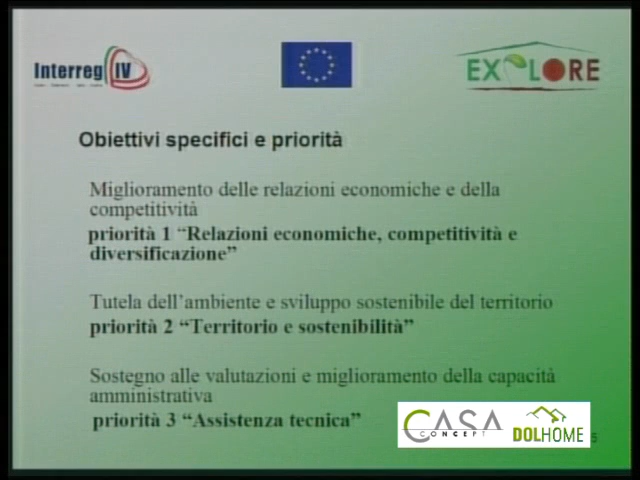 Interreg IV
EXPLORE
Obiettivi specifici e priorità
Miglioramento delle relazioni economiche e della
competitività
priorità 1 “Relazioni economiche, competitività e
diversificazione”
Tutela dell’ambiente e sviluppo sostenibile del territorio
priorità 2 “Territorio e sostenibilità”
Sostegno alle valutazioni e miglioramento della capacità
amministrativa
priorità 3 “Assistenza tecnica”
CASA
CONCEPT
DOLHOME
5